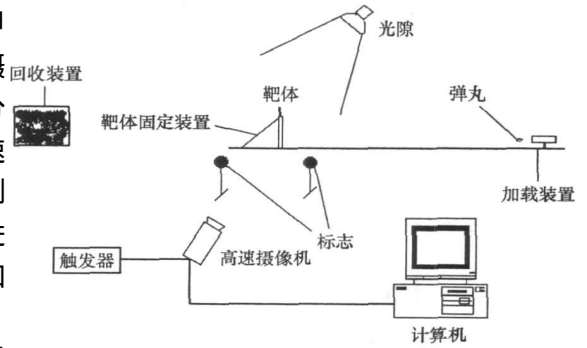 光隙
回收装置
靶体
弹丸
靶体固定装置
加载装置
标志
高速摄像机
触发器
计算机